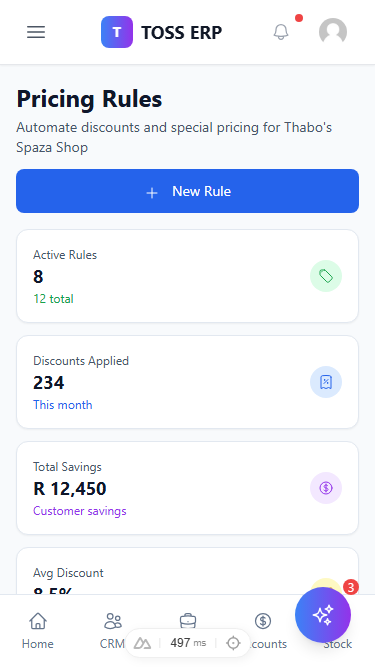 T TOSS ERP
Pricing Rules
Automate discounts and special pricing for Thabo's
Spaza Shop
+ New Rule
Active Rules
8
12 total
Discounts Applied
234
This month
Total Savings
R 12,450
Customer savings
Avg Discount
8.5%
3
Home CRM counts Stock
497 ms